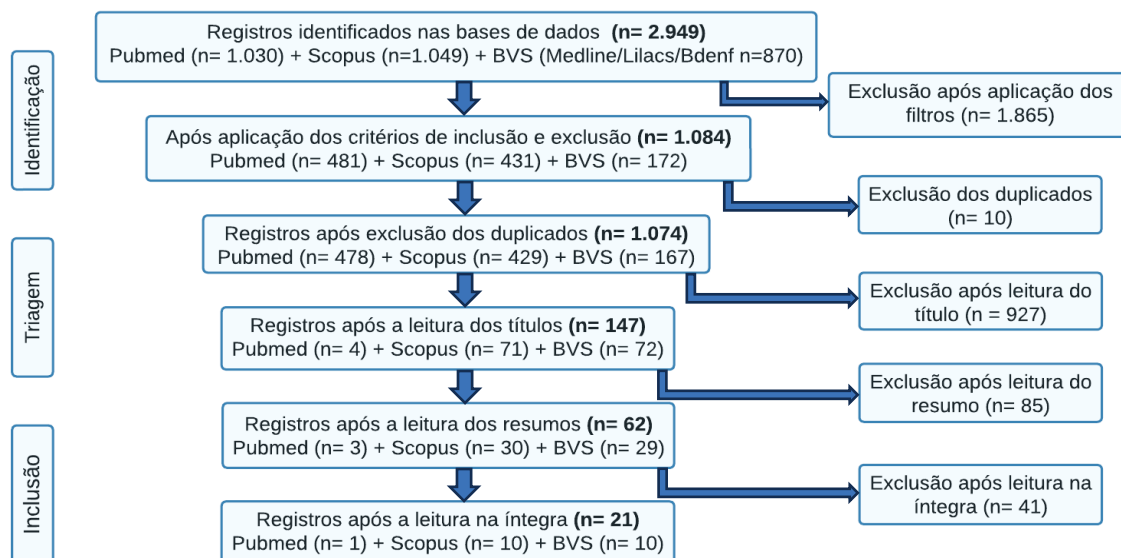 Identificação
Registros identificados nas bases de dados (n= 2.949)
Pubmed (n= 1.030) + Scopus (n=1.049) + BVS (Medline/Lilacs/Bdenf n=870)
Exclusão após aplicação dos
filtros (n= 1.865)
Após aplicação dos critérios de inclusão e exclusão (n= 1.084)
Pubmed (n= 481) + Scopus (n= 431) + BVS (n= 172)
Exclusão dos duplicados
(n= 10)
Triagem
Registros após exclusão dos duplicados (n= 1.074)
Pubmed (n= 478) + Scopus (n= 429) + BVS (n= 167)
Exclusão após leitura do
título (n = 927)
Registros após a leitura dos títulos (n= 147)
Pubmed (n= 4) + Scopus (n= 71) + BVS (n= 72)
Exclusão após leitura do
resumo (n= 85)
Inclusão
Registros após a leitura dos resumos (n= 62)
Pubmed (n= 3) + Scopus (n= 30) + BVS (n= 29)
Exclusão após leitura na
íntegra (n= 41)
Registros após a leitura na íntegra (n= 21)
Pubmed (n= 1) + Scopus (n= 10) + BVS (n= 10)